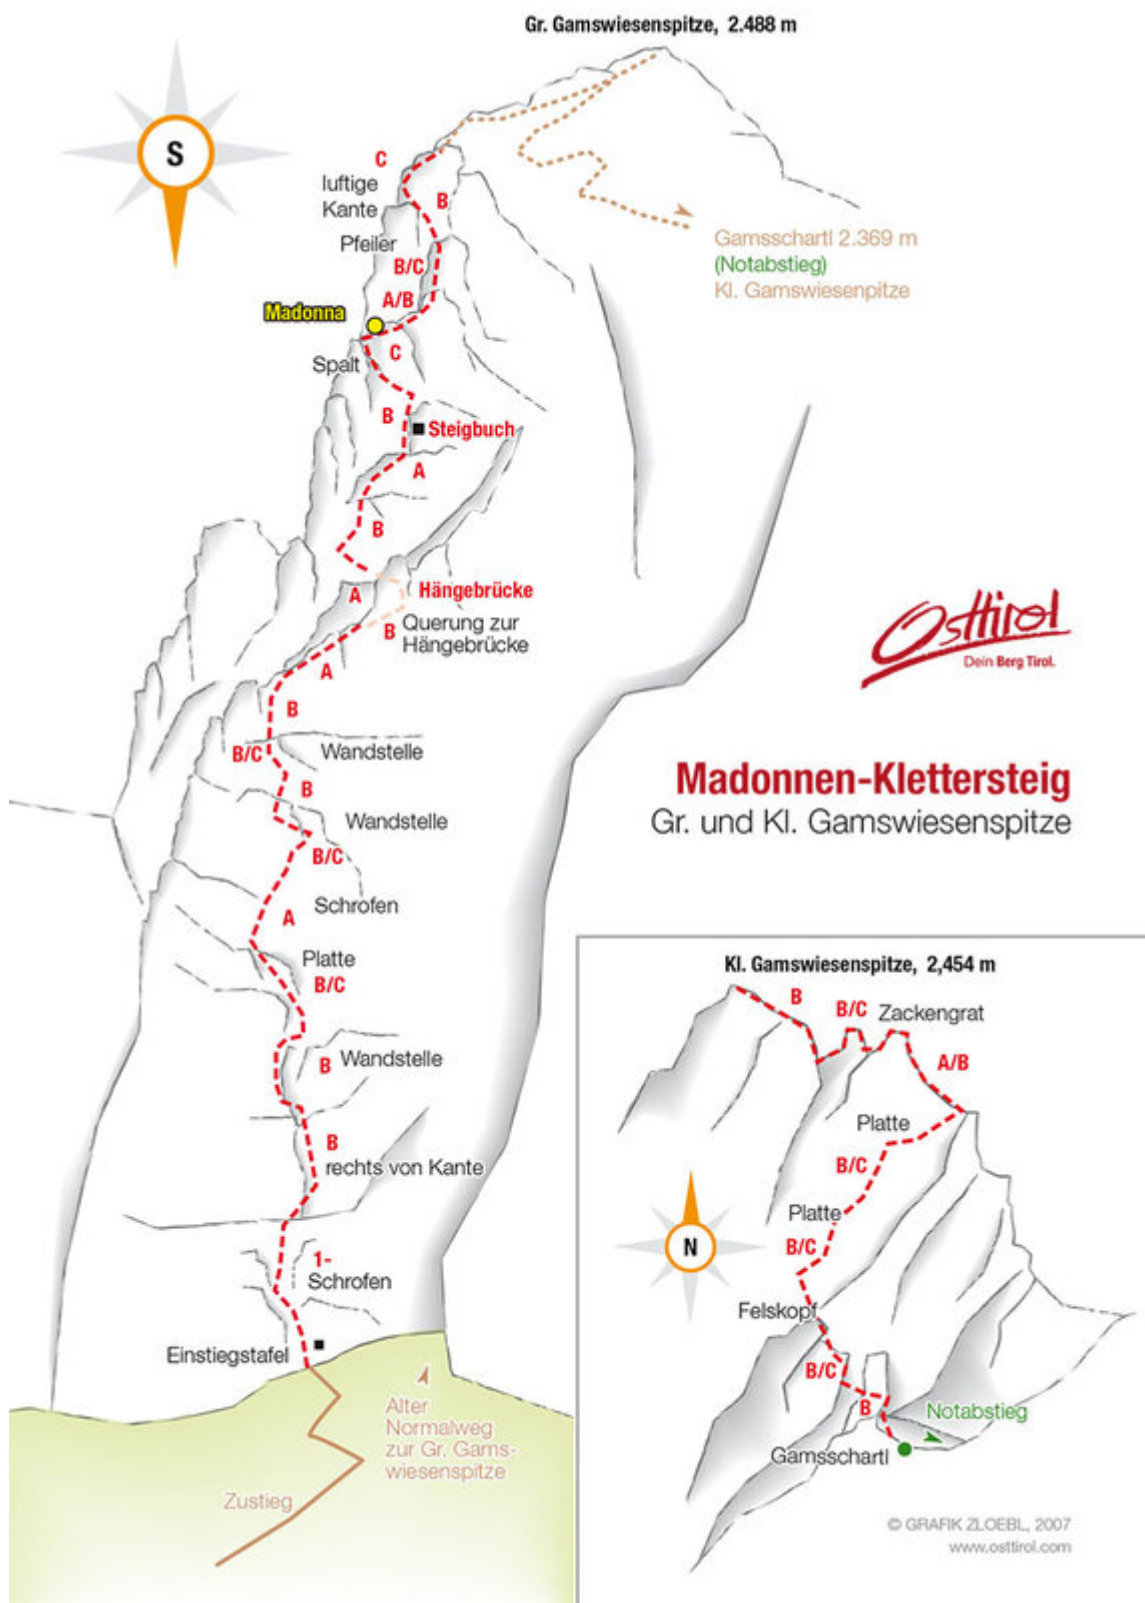 Gr. Gamswiesenspitze, 2.488 m
S
C
luftige
Kante
B
Pfeiler
B/C
Gamsschartl 2.369 m
(Notabstieg)
Kl. Gamswiesenpitze
A/B
Madonna
C
Spalt
B
Steigbuch
A
B
A
Hängebrücke
B
Querung zur
Hängebrücke
A
B
B/C
Wandstelle
B
Wandstelle
B/C
A
Schrofen
Platte
B/C
B
Wandstelle
B
rechts von Kante
1-
Schrofen
Einstiegstafel
Alter
Normalweg
zur Gr. Gams-
wiesenspitze
Zustieg
Osttirol
Dein Berg Tirol.
Madonnen-Klettersteig
Gr. und Kl. Gamswiesenspitze
Kl. Gamswiesenspitze, 2,454 m
B
B/C
Zackengrat
A/B
Platte
B/C
Platte
B/C
N
Felskopf
B/C
B
Notabstieg
Gamsschartl
© GRAFIK ZLOEBL, 2007
www.osttirol.com